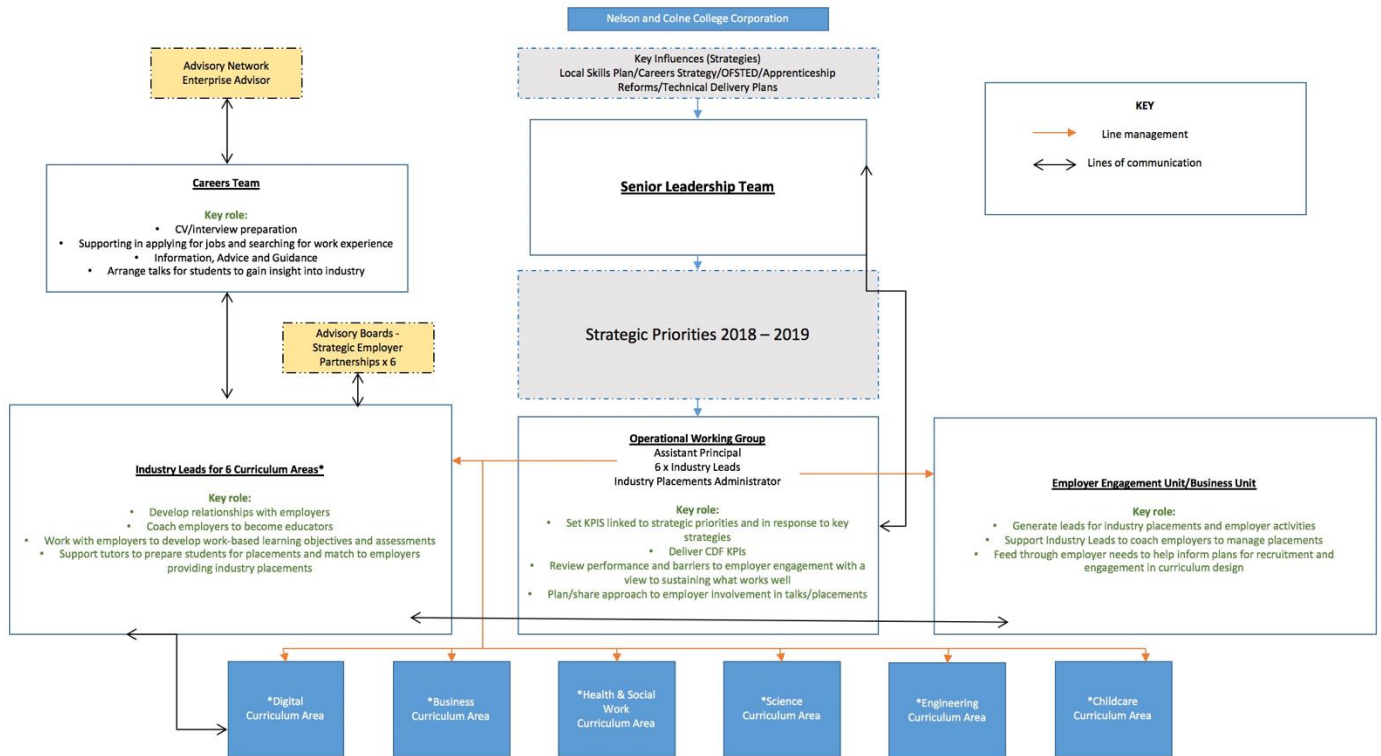 Nelson and Colne College Corporation
Advisory Network
Enterprise Advisor
Key Influences (Strategies)
Local Skills Plan/Careers Strategy/OFSTED/Apprenticeship
Reforms/Technical Delivery Plans
KEY
Line management
Lines of communication
Careers Team
Key role:
• CV/interview preparation
• Supporting in applying for jobs and searching for work experience
• Information, Advice and Guidance
• Arrange talks for students to gain insight into industry
Senior Leadership Team
Advisory Boards -
Strategic Employer
Partnerships x 6
Strategic Priorities 2018 – 2019
Industry Leads for 6 Curriculum Areas*
Key role:
• Develop relationships with employers
• Coach employers to become educators
• Work with employers to develop work-based learning objectives and assessments
• Support tutors to prepare students for placements and match to employers
providing industry placements
Operational Working Group
Assistant Principal
6 x Industry Leads
Industry Placements Administrator
Key role:
• Set KPIS linked to strategic priorities and in response to key
strategies
• Deliver CDF KPIs
• Review performance and barriers to employer engagement with a
view to sustaining what works well
• Plan/share approach to employer involvement in talks/placements
Employer Engagement Unit/Business Unit
Key role:
• Generate leads for industry placements and employer activities
• Support Industry Leads to coach employers to manage placements
• Feed through employer needs to help inform plans for recruitment and
engagement in curriculum design
*Digital
Curriculum Area
*Business
Curriculum Area
*Health & Social
Work
Curriculum Area
*Science
Curriculum Area
*Engineering
Curriculum Area
*Childcare
Curriculum Area